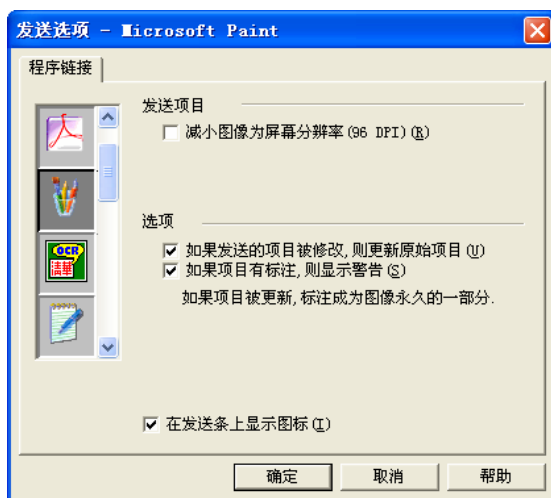 发送选项 - Microsoft Paint
程序链接
发送项目
减小图像为屏幕分辨率(96 DPI)(R)
OCR
清華
选项
如果发送的项目被修改,则更新原始项目(U)
如果项目有标注,则显示警告(S)
如果项目被更新,标注成为图像永久的一部分.
在发送条上显示图标(I)
确定
取消
帮助